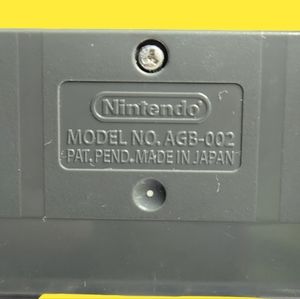 Nintendo®
MODEL NO. AGB-002
PAT. PEND. MADE IN JAPAN